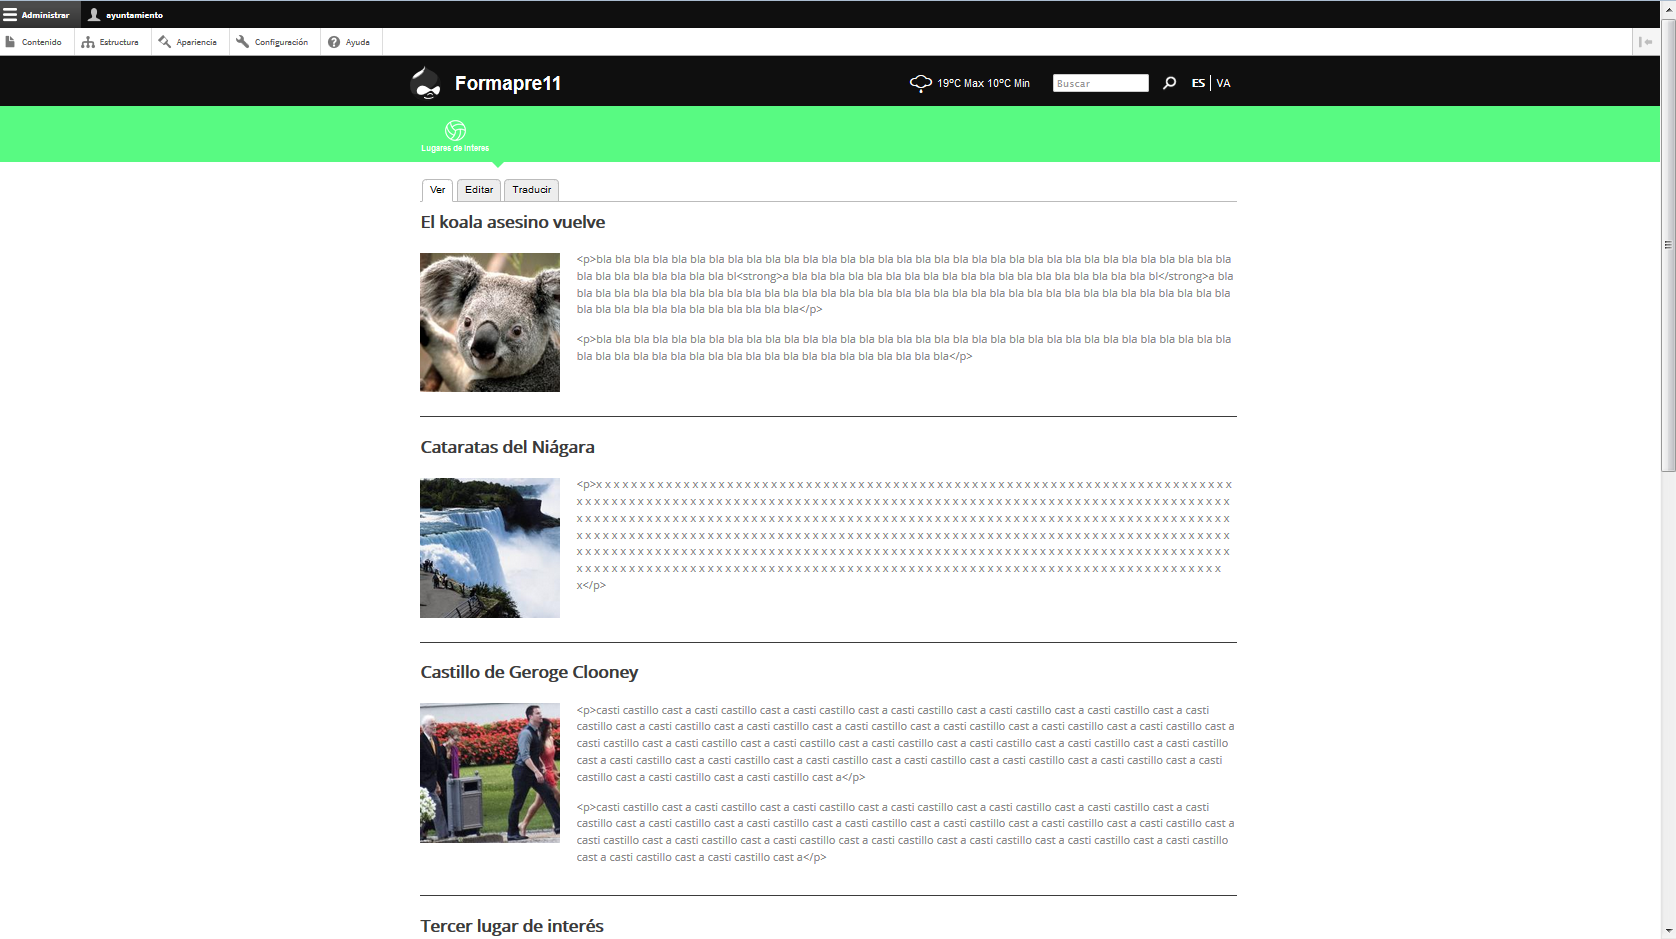 Administrar ayuntamiento
Contenido Estructura Apariencia Configuración Ayuda
Formapre11 19ºC Max 10ºC Min Buscar ES VA
Lugares de interes
Ver Editar Traducir
El koala asesino vuelve
<p>bla bla bla bla bla bla bla bla bla bla bla bla bla bla bla bla bla bla bla bla bla bla bla bla bla bla bla bla bla bla bla bla bla bla
bla bla bla bla bla bla bla bla bl<strong>a bla bla bla bla bla bla bla bla bla bla bla bla bla bla bla bla bla bla bla bl</strong>a bla
bla bla bla bla bla bla bla bla bla bla bla bla bla bla bla bla bla bla bla bla bla bla bla bla bla bla bla bla bla bla bla bla bla bla bla
bla bla bla bla bla bla bla bla bla bla bla bla</p>
<p>bla bla bla bla bla bla bla bla bla bla bla bla bla bla bla bla bla bla bla bla bla bla bla bla bla bla bla bla bla bla bla bla bla bla
bla bla bla bla bla bla bla bla bla bla bla bla bla bla bla bla bla bla bla bla</p>
Cataratas del Niágara
<p>x x x x x x x x x x x x x x x x x x x x x x x x x x x x x x x x x x x x x x x x x x x x x x x x x x x x x x x x x x x x x x x x x x x x x x x x x
x x x x x x x x x x x x x x x x x x x x x x x x x x x x x x x x x x x x x x x x x x x x x x x x x x x x x x x x x x x x x x x x x x x x x x x x x x x
x x x x x x x x x x x x x x x x x x x x x x x x x x x x x x x x x x x x x x x x x x x x x x x x x x x x x x x x x x x x x x x x x x x x x x x x x x x
x x x x x x x x x x x x x x x x x x x x x x x x x x x x x x x x x x x x x x x x x x x x x x x x x x x x x x x x x x x x x x x x x x x x x x x x x x x
x x x x x x x x x x x x x x x x x x x x x x x x x x x x x x x x x x x x x x x x x x x x x x x x x x x x x x x x x x x x x x x x x x x x x x x x x x x
x x x x x x x x x x x x x x x x x x x x x x x x x x x x x x x x x x x x x x x x x x x x x x x x x x x x x x x x x x x x x x x x x x x x x x x x x x
x</p>
Castillo de Geroge Clooney
<p>casti castillo cast a casti castillo cast a casti castillo cast a casti castillo cast a casti castillo cast a casti castillo cast a casti
castillo cast a casti castillo cast a casti castillo cast a casti castillo cast a casti castillo cast a casti castillo cast a casti castillo cast a
casti castillo cast a casti castillo cast a casti castillo cast a casti castillo cast a casti castillo cast a casti castillo cast a casti castillo
cast a casti castillo cast a casti castillo cast a casti castillo cast a casti castillo cast a casti castillo cast a casti castillo cast a casti
castillo cast a casti castillo cast a casti castillo cast a</p>
<p>casti castillo cast a casti castillo cast a casti castillo cast a casti castillo cast a casti castillo cast a casti castillo cast a casti
castillo cast a casti castillo cast a casti castillo cast a casti castillo cast a casti castillo cast a casti castillo cast a casti castillo cast a
casti castillo cast a casti castillo cast a casti castillo cast a casti castillo cast a casti castillo cast a casti castillo cast a casti castillo
cast a casti castillo cast a casti castillo cast a</p>
Tercer lugar de interés